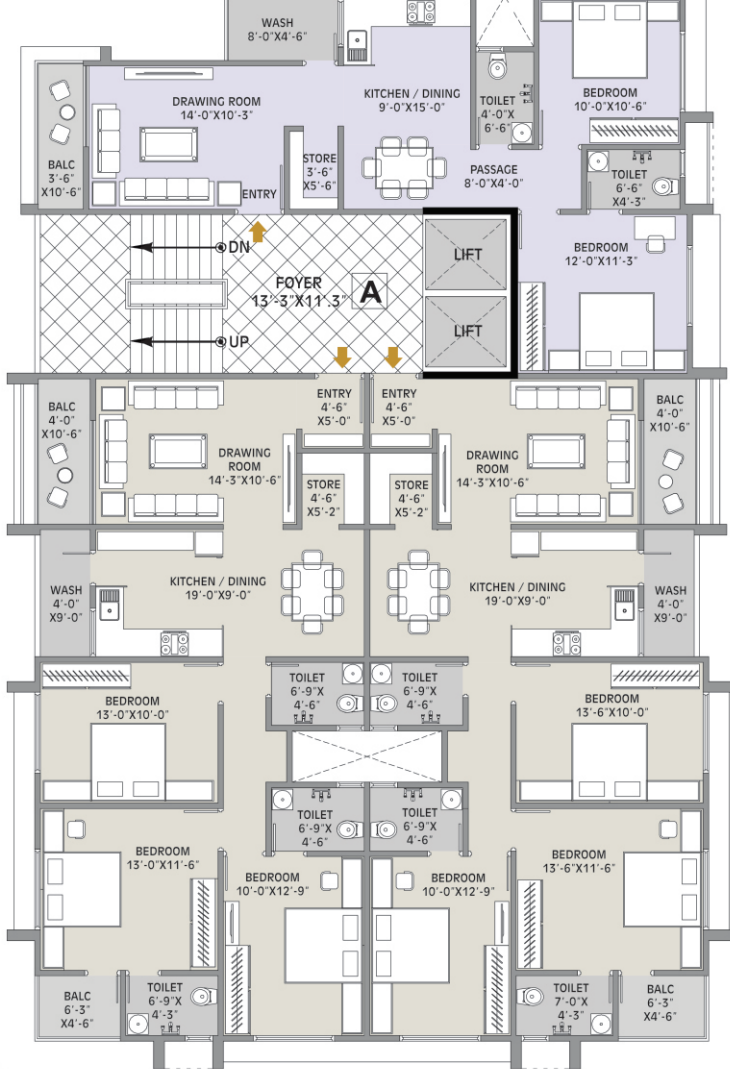 WASH
8'-0"X4'-6"
KITCHEN / DINING
9'-0"X15'-0"
TOILET
4'-0"X
6'-6"
BEDROOM
10'-0"X10'-6"
DRAWING ROOM
14'-0"X10'-3"
BALC
3'-6"
X10'-6"
STORE
3'-6"
X5'-6"
PASSAGE
8'-0"X4'-0"
TOILET
6'-6"
X4'-3"
ENTRY
BEDROOM
12'-0"X11'-3"
DN
FOYER
13'-3"X11'.3"
A
LIFT
LIFT
UP
BALC
4'-0"
X10'-6"
ENTRY
4'-6"
X5'-0"
ENTRY
4'-6"
X5'-0"
BALC
4'-0"
X10'-6"
DRAWING
ROOM
14'-3"X10'-6"
DRAWING
ROOM
14'-3"X10'-6"
STORE
4'-6"
X5'-2"
STORE
4'-6"
X5'-2"
WASH
4'-0"
X9'-0"
KITCHEN / DINING
19'-0"X9'-0"
KITCHEN / DINING
19'-0"X9'-0"
WASH
4'-0"
X9'-0"
TOILET
6'-9"X
4'-6"
TOILET
6'-9"X
4'-6"
BEDROOM
13'-0"X10'-0"
BEDROOM
13'-6"X10'-0"
TOILET
6'-9"X
4'-6"
TOILET
6'-9"X
4'-6"
BEDROOM
13'-0"X11'-6"
BEDROOM
10'-0"X12'-9"
BEDROOM
10'-0"X12'-9"
BEDROOM
13'-6"X11'-6"
BALC
6'-3"
X4'-6"
TOILET
6'-9"X
4'-3"
TOILET
7'-0"X
4'-3"
BALC
6'-3"
X4'-6"